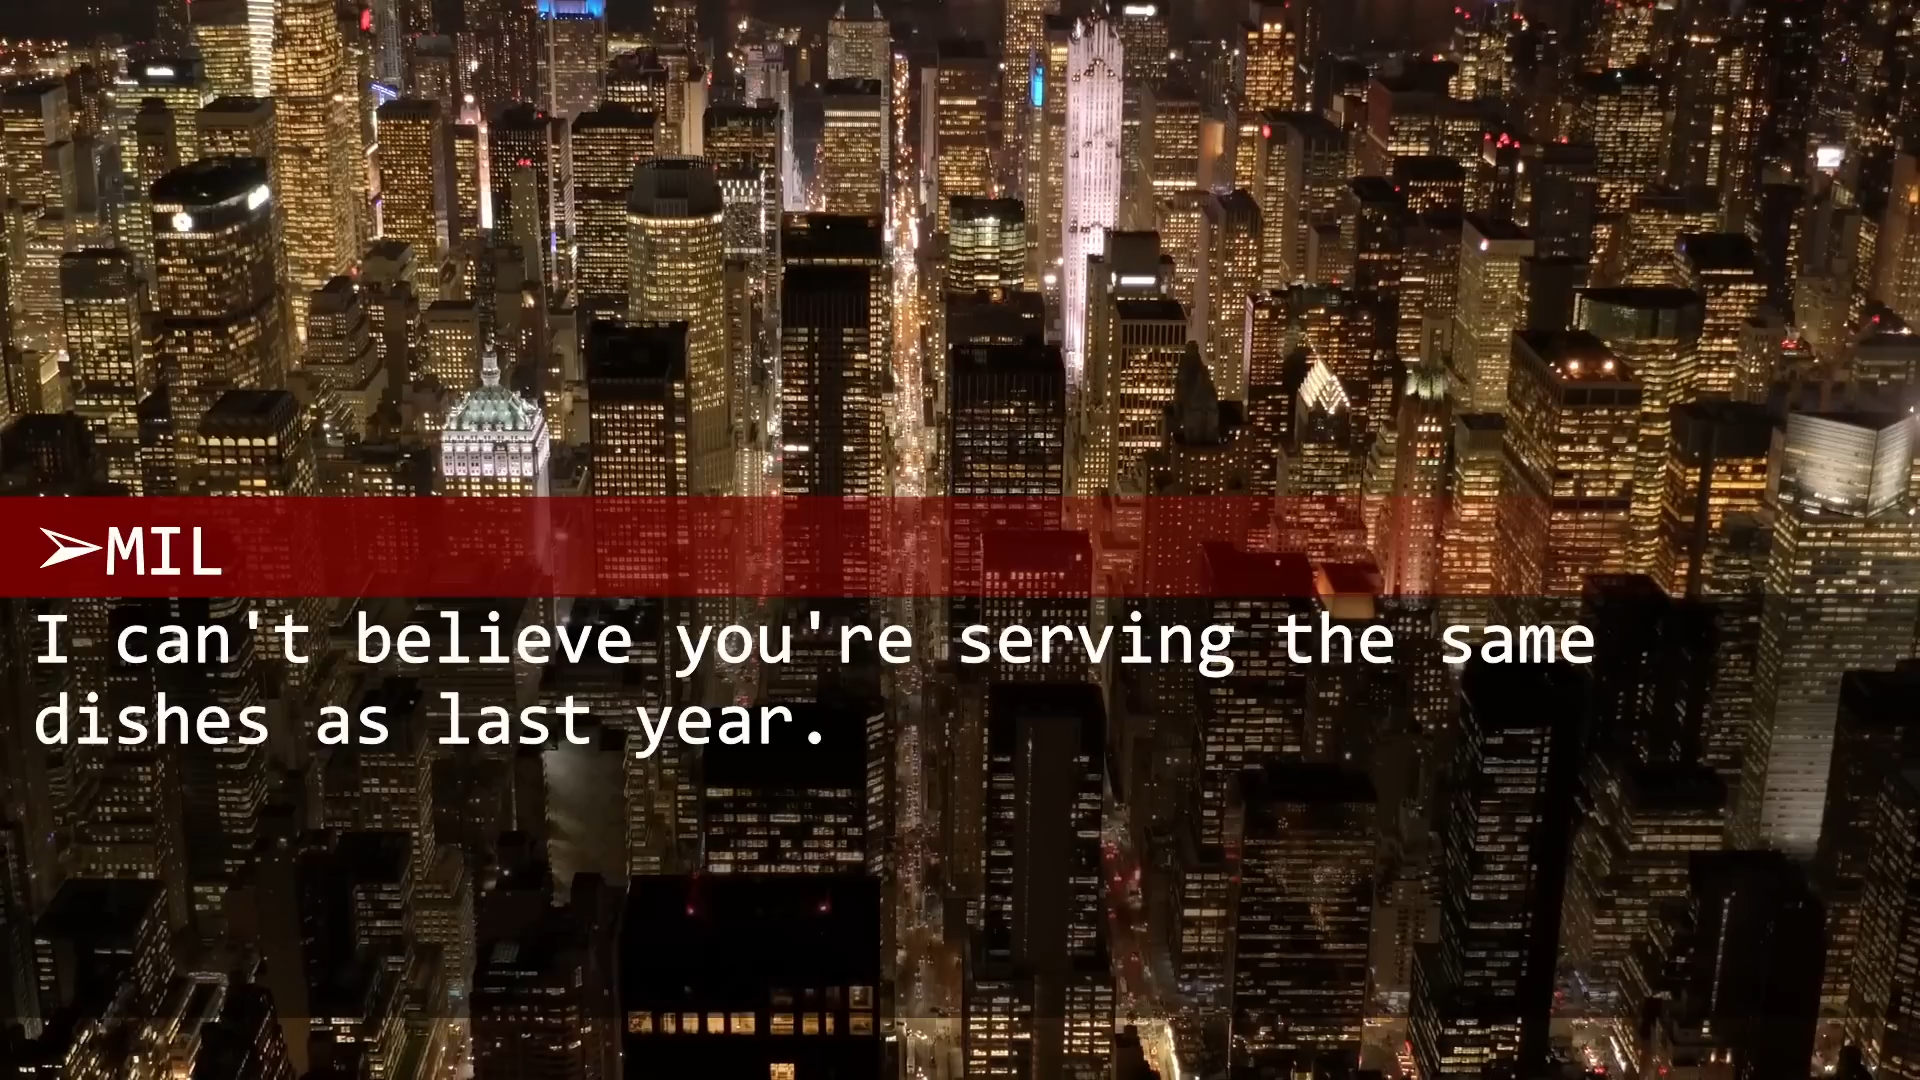 ➢MIL
I can't believe you're serving the same
dishes as last year.